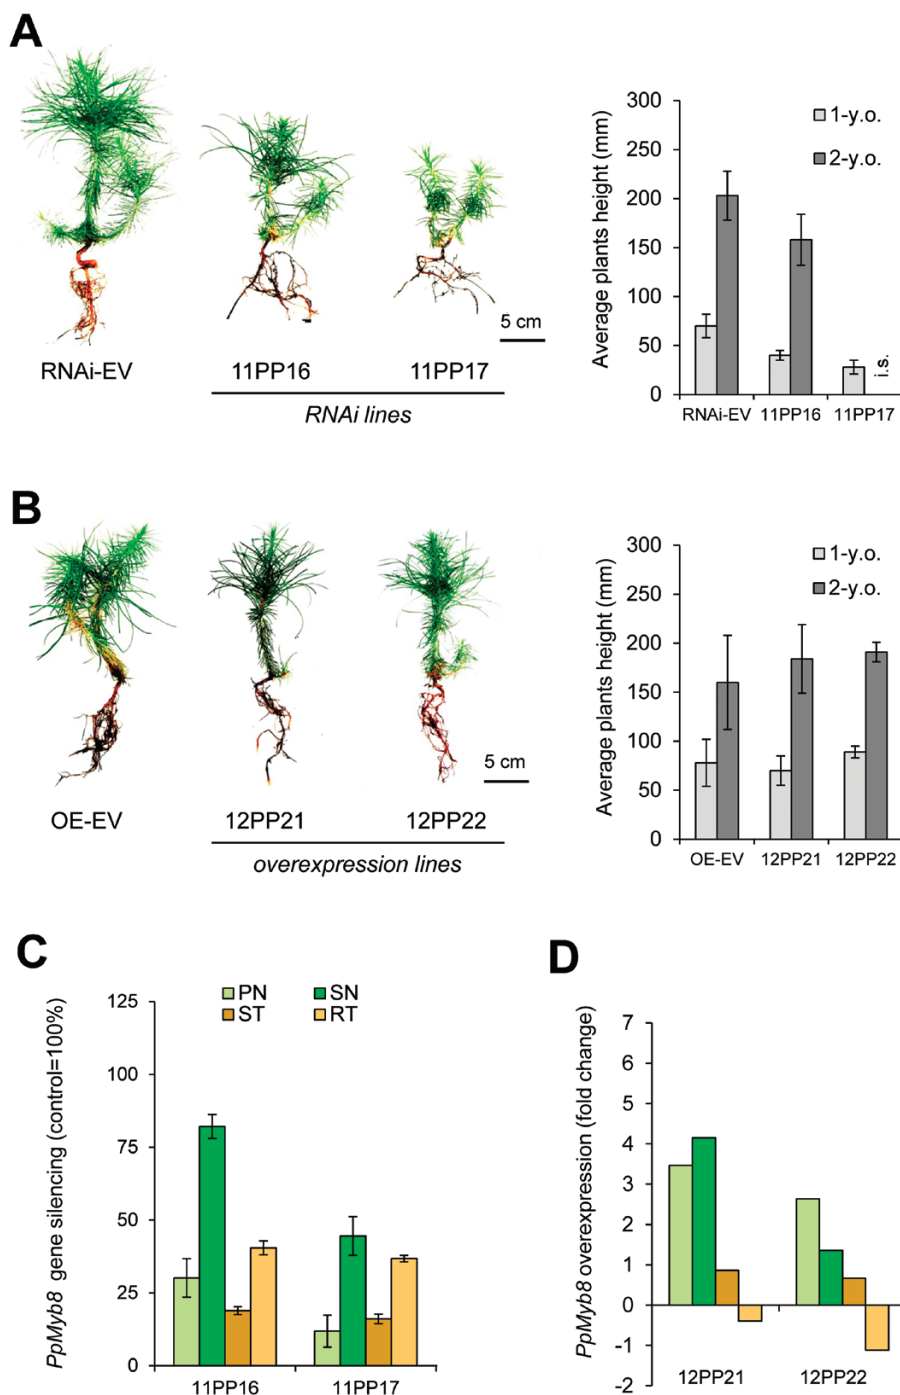 A
RNAi-EV
11PP16
11PP17
5 cm
RNAi lines
Average plants height (mm)
300
250
200
150
100
50
0
1-y.o.
2-y.o.
i.s.
RNAi-EV 11PP16 11PP17
B
OE-EV
12PP21
12PP22
5 cm
overexpression lines
Average plants height (mm)
300
250
200
150
100
50
0
1-y.o.
2-y.o.
OE-EV 12PP21 12PP22
C
PpMyb8 gene silencing (control=100%)
125
100
75
50
25
0
PN SN
ST RT
11PP16 11PP17
D
PpMyb8 overexpression (fold change)
7
6
5
4
3
2
1
0
-1
-2
12PP21 12PP22